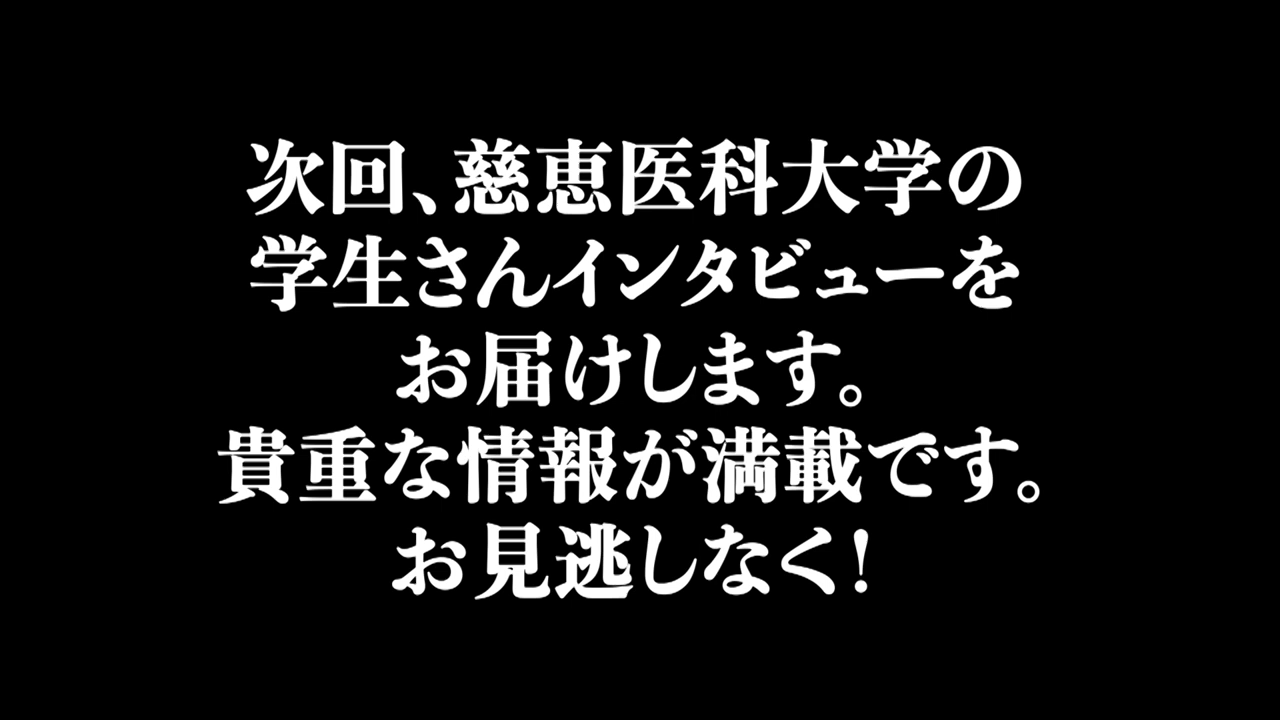 次回、慈恵医科大学の
学生さんインタビューを
お届けします。
貴重な情報が満載です。
お見逃しなく!